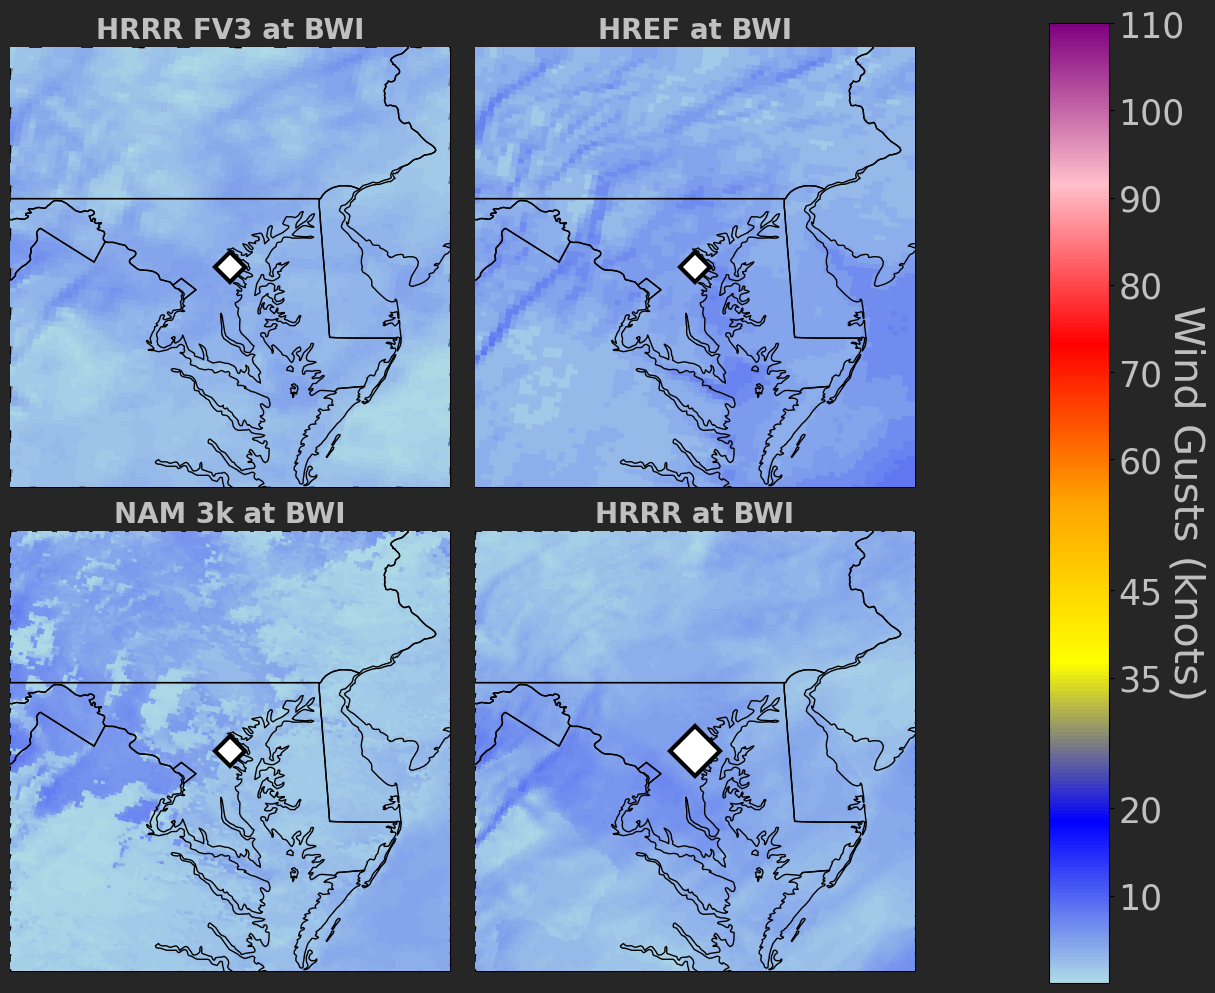 HRRR FV3 at BWI
HREF at BWI
NAM 3k at BWI
HRRR at BWI
110
100
90
80
70
60
45
35
20
10
Wind Gusts (knots)